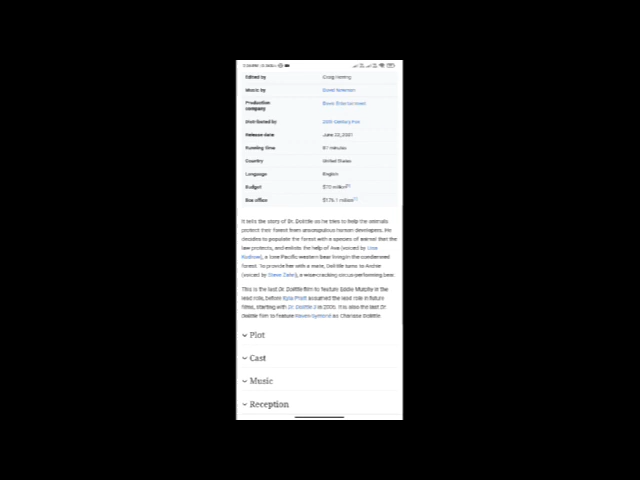 Edited by Craig Herring
Music by David Newman
Production company Davis Entertainment
Distributed by 20th Century Fox
Release date June 22, 2001
Running time 87 minutes
Country United States
Language English
Budget $70 million[2]
Box office $176.1 million[1]
It tells the story of Dr. Dolittle as he tries to help the animals
protect their forest from unscrupulous human developers. He
decides to populate the forest with a species of animal that the
law protects, and enlists the help of Ava (voiced by Lisa
Kudrow), a lone Pacific western bear living in the condemned
forest. To provide her with a mate, Dolittle turns to Archie
(voiced by Steve Zahn), a wise-cracking circus-performing bear.
This is the last Dr. Dolittle film to feature Eddie Murphy in the
lead role, before Kyla Pratt assumed the lead role in future
films, starting with Dr. Dolittle 3 in 2006. It is also the last Dr.
Dolittle film to feature Raven-Symoné as Charisse Dolittle.
Plot
Cast
Music
Reception